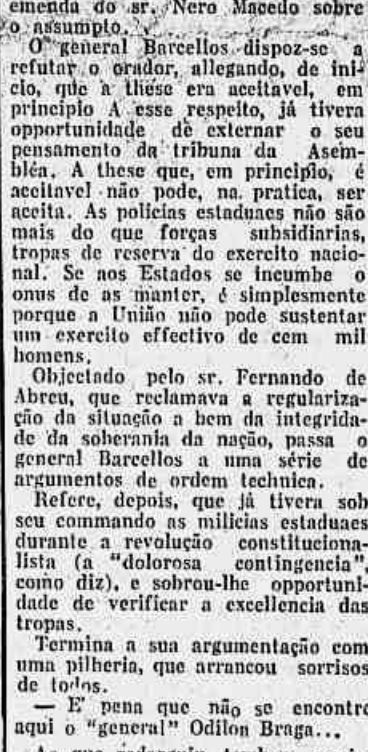 emenda do sr. Nero Macedo sobre
o assumpto.
O general Barcellos dispoz-se a
refutar o orador, allegando, de ini-
cio, que a these era aceitavel, em
principio A esse respeito, já tivera
opportunidade de externar o seu
pensamento da tribuna da Asem-
bléa. A these que, em principio, é
aceitavel não pode, na pratica, ser
aceita. As policias estaduaes não são
mais do que forças subsidiarias,
tropas de reserva do exercito nacio-
nal. Se aos Estados se incumbe o
onus de as manter, é simplesmente
porque a União não pode sustentar
um exercito effectivo de cem mil
homens.
Objectado pelo sr. Fernando de
Abreu, que reclamava a regulariza-
ção da situação a bem da integrida-
de da soberania da nação, passa o
general Barcellos a uma série de
argumentos de ordem technica.
Refere, depois, que já tivera sob
seu commando as milicias estaduaes
durante a revolução constituciona-
lista (a "dolorosa contingencia",
como diz), e sobrou-lhe opportuni-
dade de verificar a excellencia das
tropas.
Termina a sua argumentação com
uma pilheria, que arrancou sorrisos
de todos.
— E' pena que não se encontre
aqui o "general" Odilon Braga...